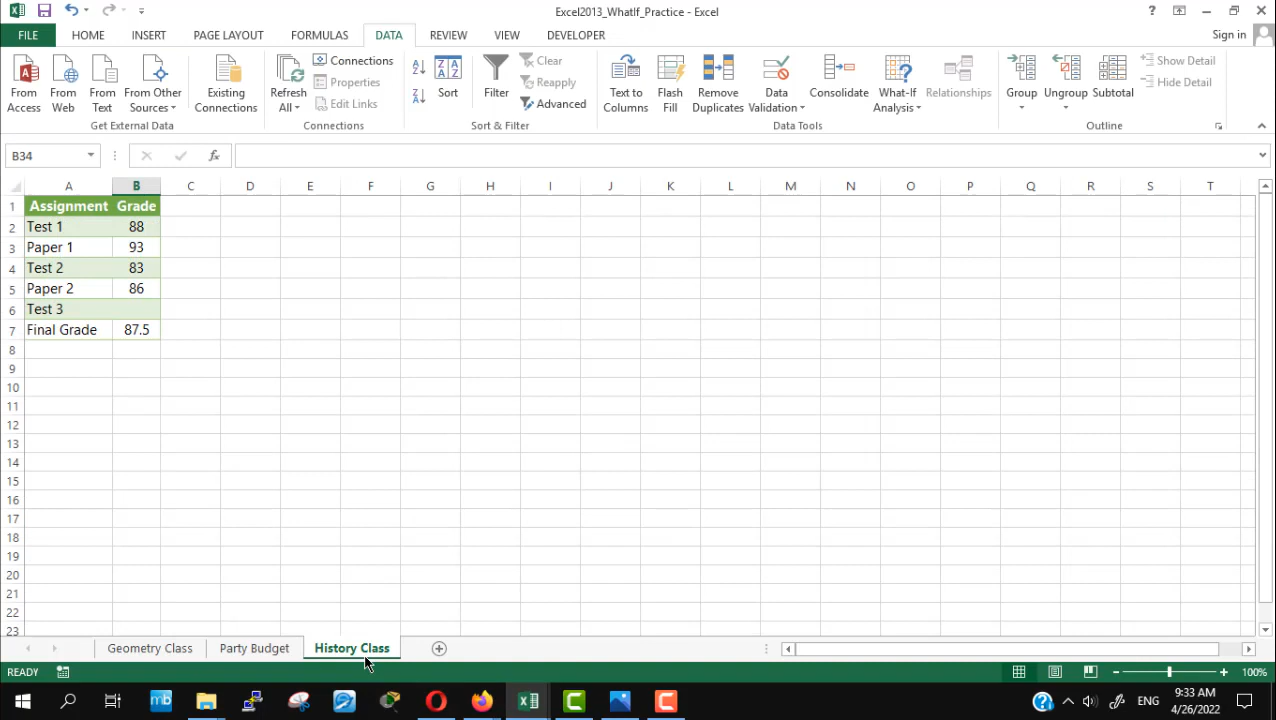 Excel2013_WhatIf_Practice - Excel
?
FILE HOME INSERT PAGE LAYOUT FORMULAS DATA REVIEW VIEW DEVELOPER Sign in
From Access
From Web
From Text
From Other Sources
Get External Data
Existing Connections
Refresh All
Connections
Properties
Edit Links
Connections
Sort
Filter
Clear
Reapply
Advanced
Sort & Filter
Text to Columns
Flash Fill
Remove Duplicates
Data Validation
Consolidate
What-If Analysis
Relationships
Data Tools
Group
Ungroup
Subtotal
Show Detail
Hide Detail
Outline
B34 fx
A B C D E F G H I J K L M N O P Q R S T
1 Assignment Grade
2 Test 1 88
3 Paper 1 93
4 Test 2 83
5 Paper 2 86
6 Test 3
7 Final Grade 87.5
8
9
10
11
12
13
14
15
16
17
18
19
20
21
22
23
Geometry Class Party Budget History Class
READY 100%
mb ENG 9:33 AM
4/26/2022